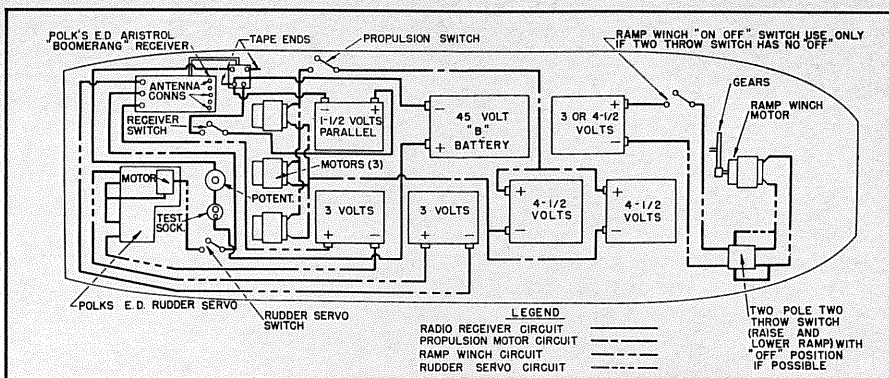 POLK'S E.D ARISTROL
"BOOMERANG" RECEIVER
TAPE ENDS
PROPULSION SWITCH
RAMP WINCH "ON OFF" SWITCH USE ONLY
IF TWO THROW SWITCH HAS NO "OFF"
ANTENNA
CONNS
RECEIVER
SWITCH
1-1/2 VOLTS
PARALLEL
45 VOLT
"B"
BATTERY
3 OR 4-1/2
VOLTS
GEARS
RAMP WINCH
MOTOR
MOTORS (3)
MOTOR
POTENT.
TEST
SOCK.
3 VOLTS
3 VOLTS
4-1/2
VOLTS
4-1/2
VOLTS
POLKS E.D. RUDDER SERVO
RUDDER SERVO
SWITCH
LEGEND
RADIO RECEIVER CIRCUIT
PROPULSION MOTOR CIRCUIT
RAMP WINCH CIRCUIT
RUDDER SERVO CIRCUIT
TWO POLE TWO
THROW SWITCH
(RAISE AND
LOWER RAMP) WITH
"OFF" POSITION
IF POSSIBLE